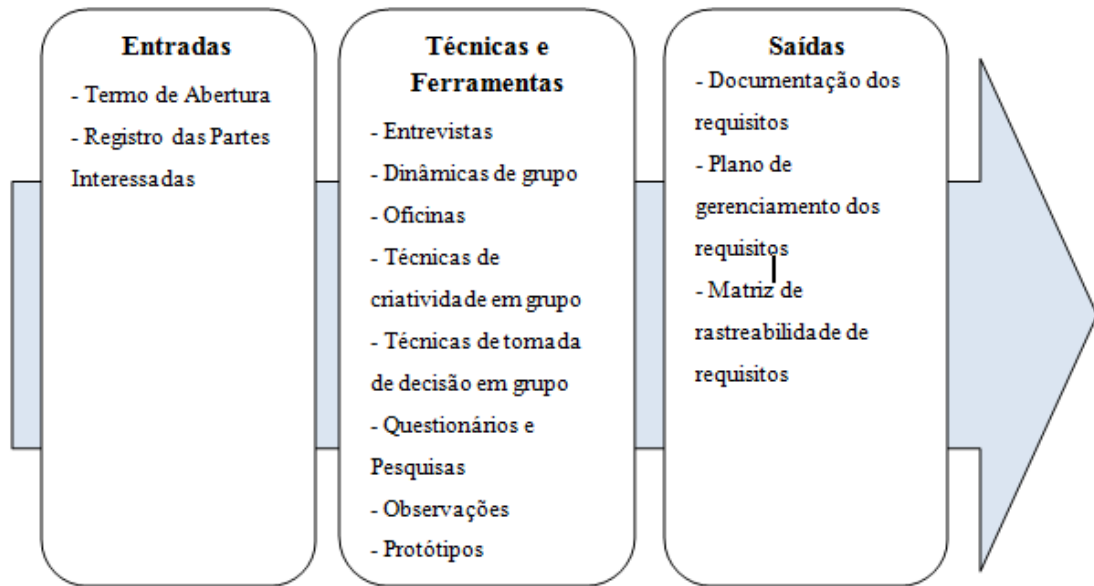 Entradas
- Termo de Abertura
- Registro das Partes
Interessadas
Técnicas e
Ferramentas
- Entrevistas
- Dinâmicas de grupo
- Oficinas
- Técnicas de
criatividade em grupo
- Técnicas de tomada
de decisão em grupo
- Questionários e
Pesquisas
- Observações
- Protótipos
Saídas
- Documentação dos
requisitos
- Plano de
gerenciamento dos
requisitos
- Matriz de
rastreabilidade de
requisitos